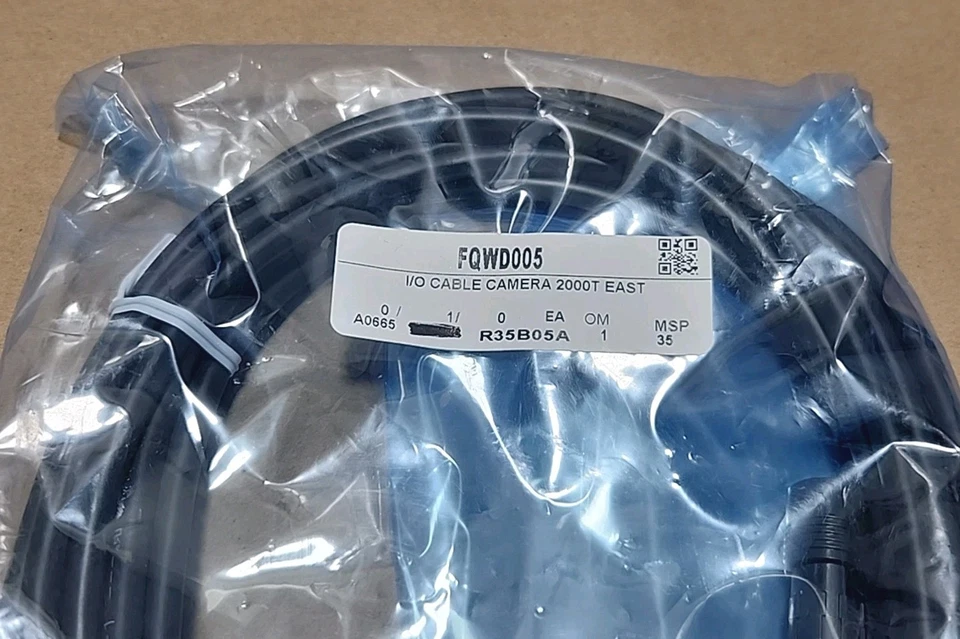 FQWD005
I/O CABLE CAMERA 2000T EAST
0 / 1/ 0 EA OM MSP
A0665 R35B05A 1 35